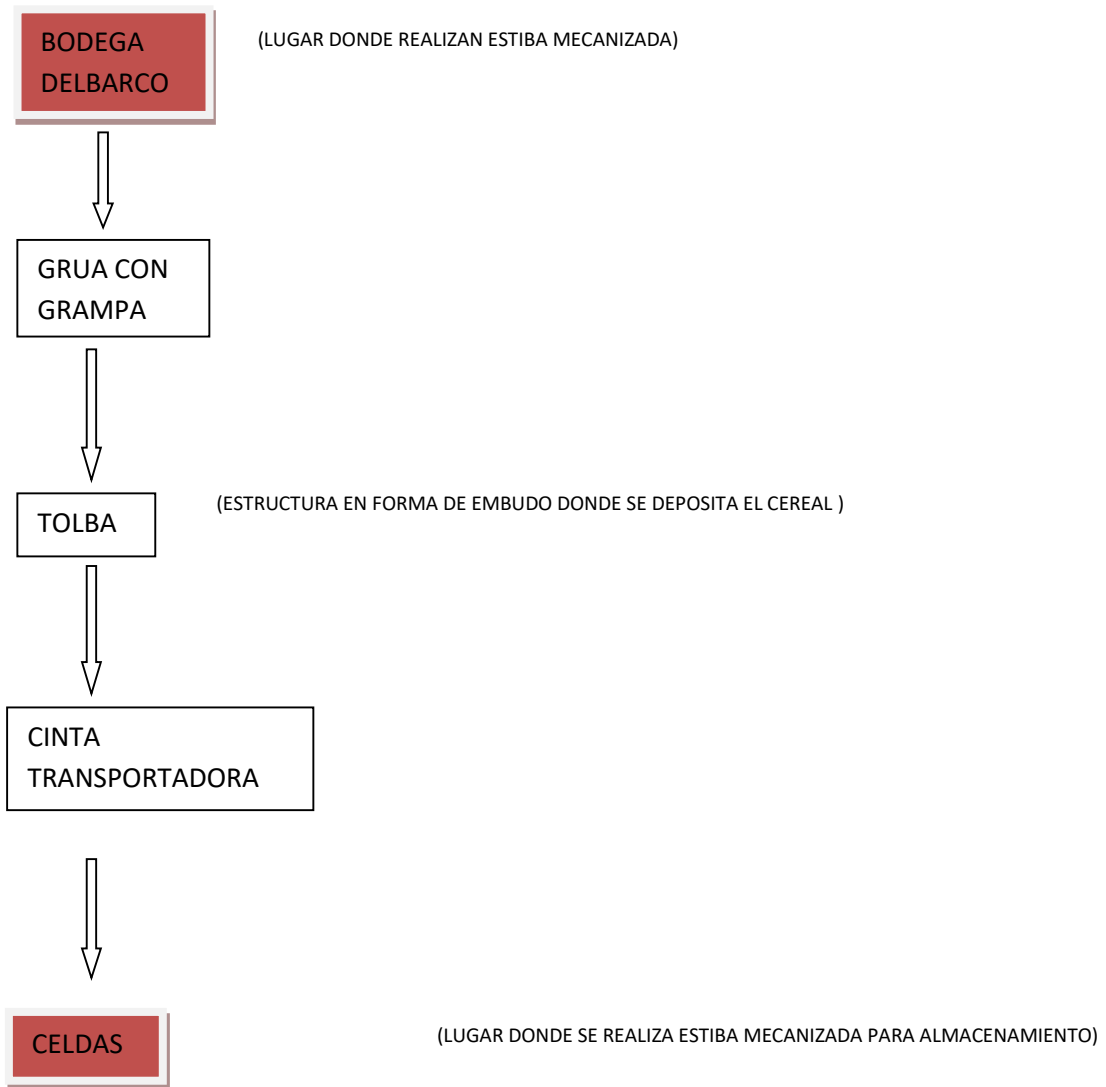 BODEGA
DELBARCO
(LUGAR DONDE REALIZAN ESTIBA MECANIZADA)
GRUA CON
GRAMPA
TOLBA
(ESTRUCTURA EN FORMA DE EMBUDO DONDE SE DEPOSITA EL CEREAL )
CINTA
TRANSPORTADORA
CELDAS
(LUGAR DONDE SE REALIZA ESTIBA MECANIZADA PARA ALMACENAMIENTO)